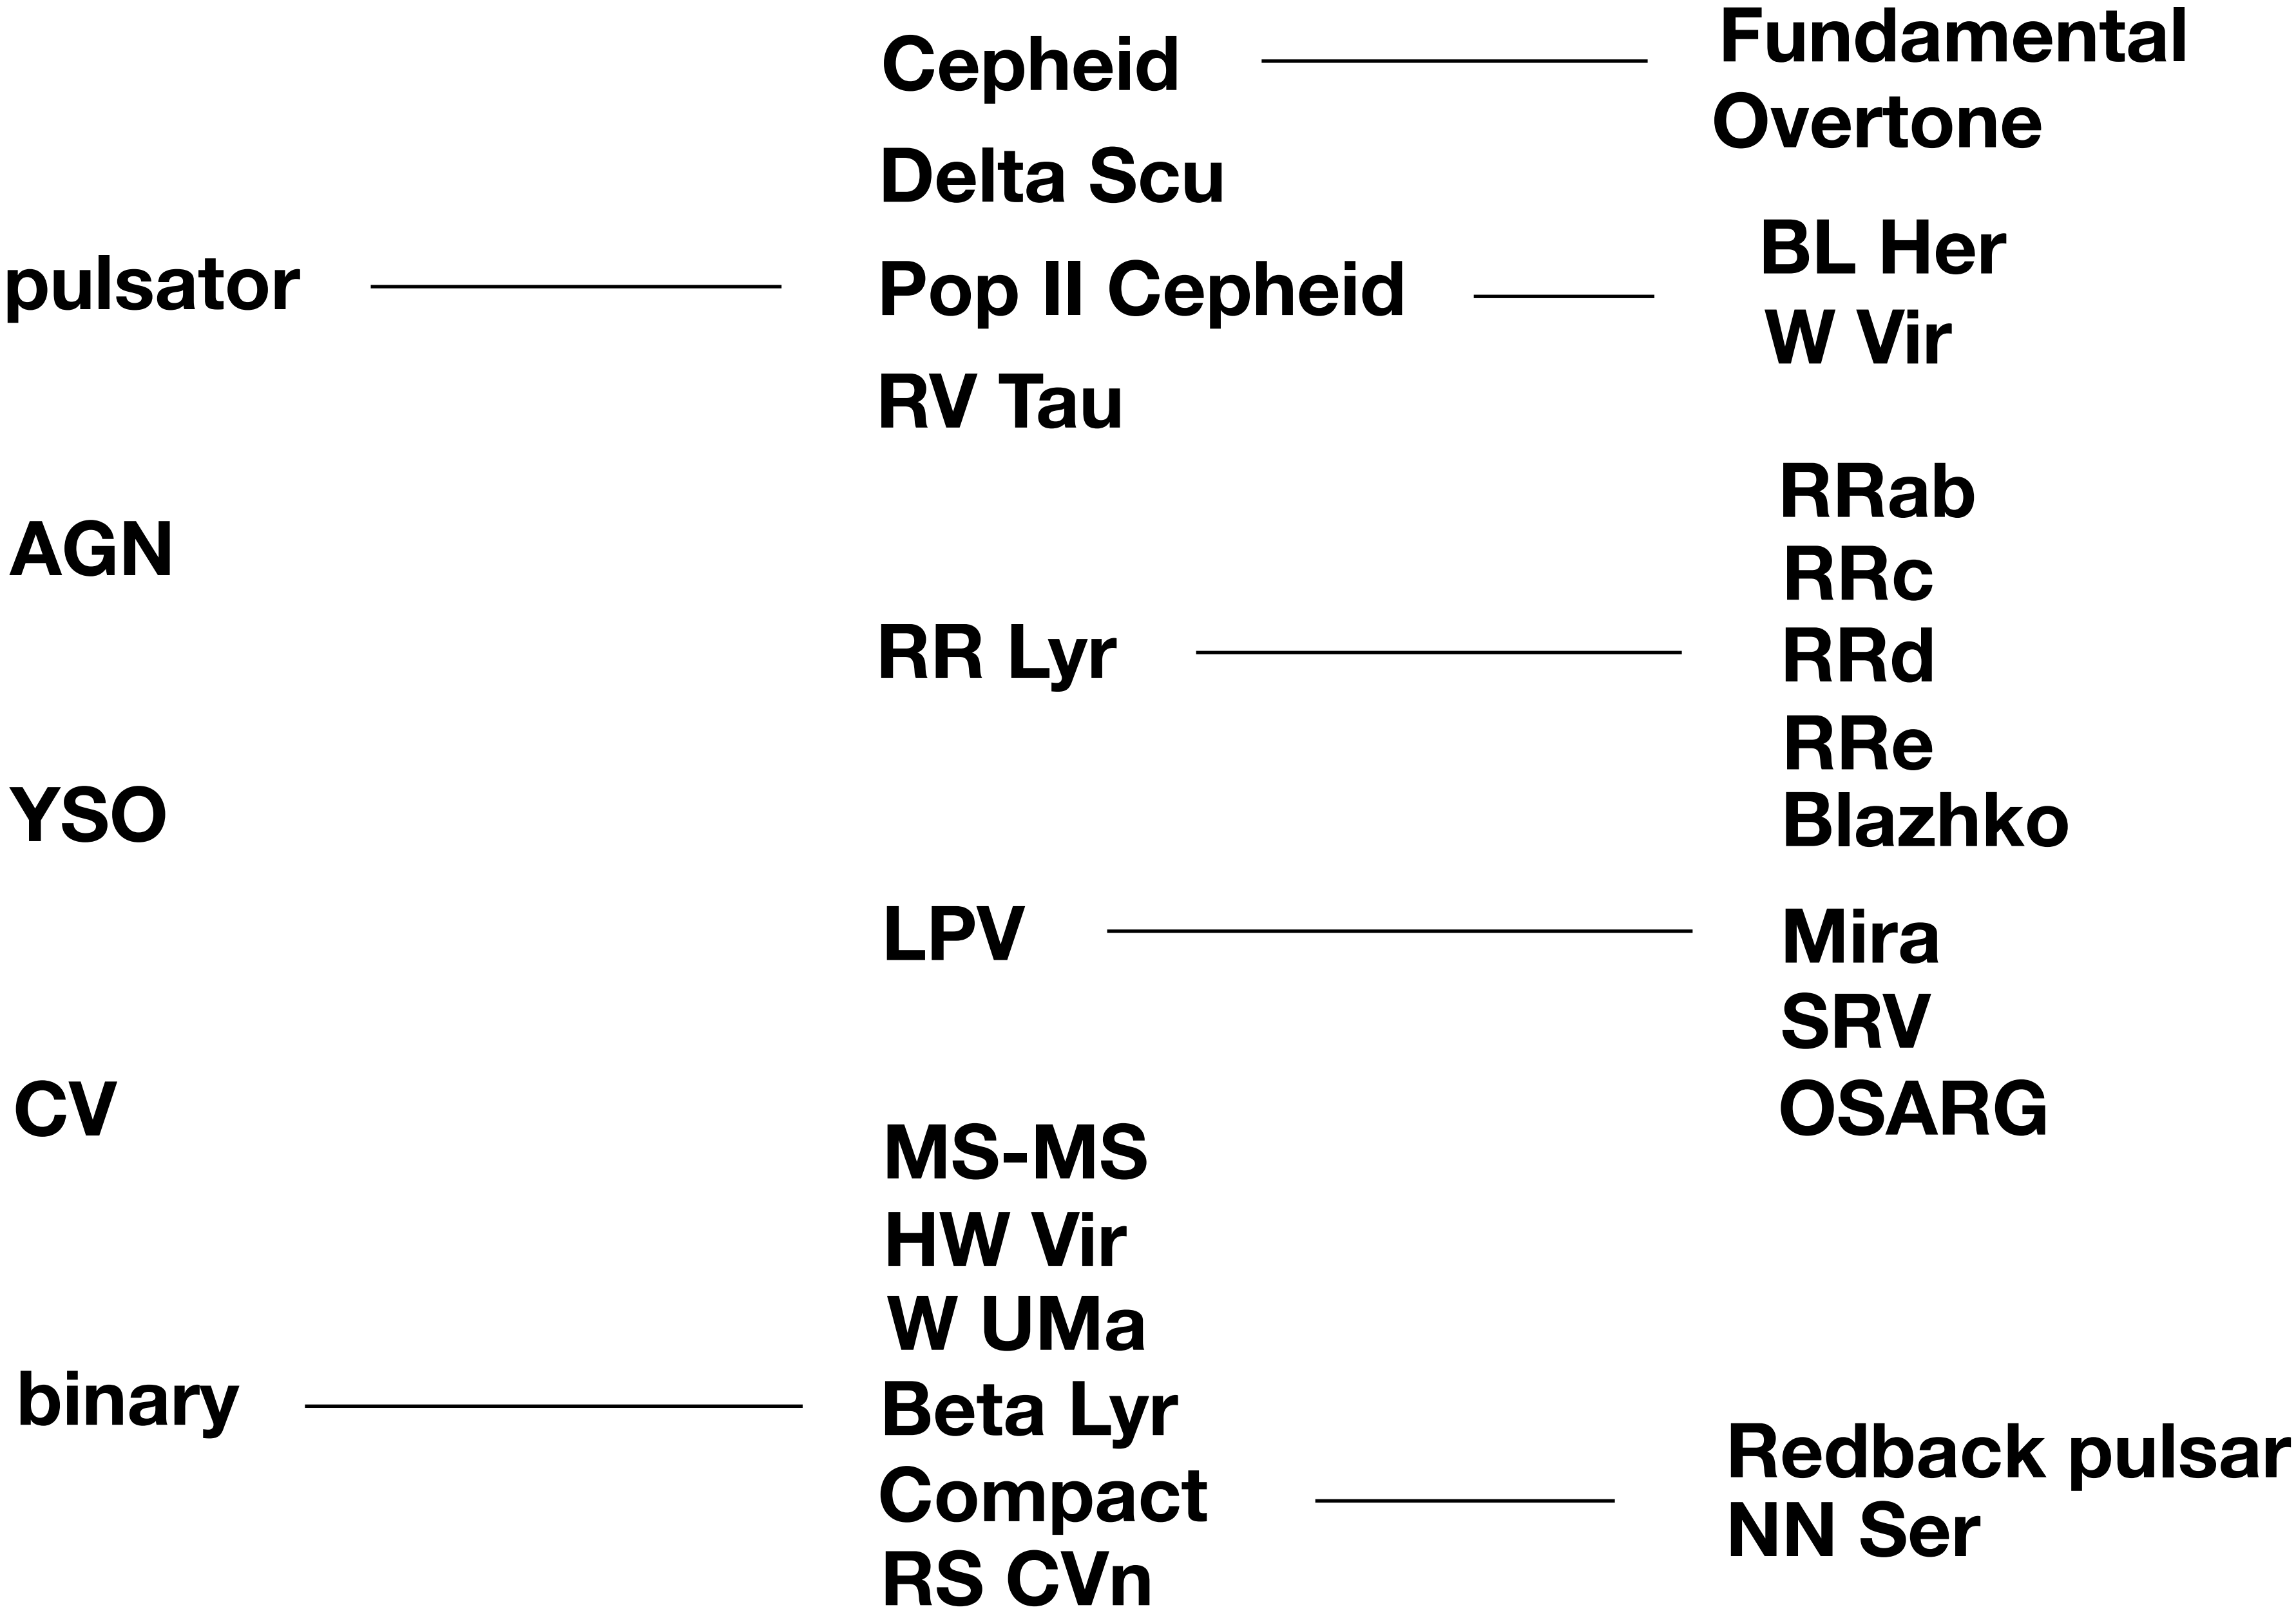 pulsator
AGN
YSO
CV
binary
Cepheid
Delta Scu
Pop II Cepheid
RV Tau
RR Lyr
LPV
MS-MS
HW Vir
W UMa
Beta Lyr
Compact
RS CVn
Fundamental
Overtone
BL Her
W Vir
RRab
RRc
RRd
RRe
Blazhko
Mira
SRV
OSARG
Redback pulsar
NN Ser